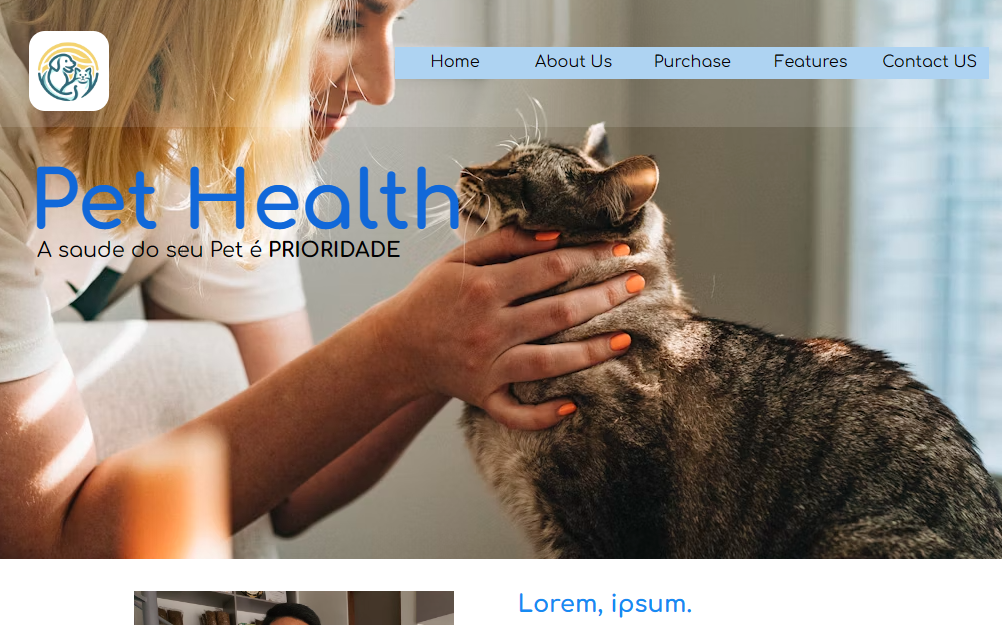 Home About Us Purchase Features Contact US
Pet Health
A saude do seu Pet é PRIORIDADE
Lorem, ipsum.